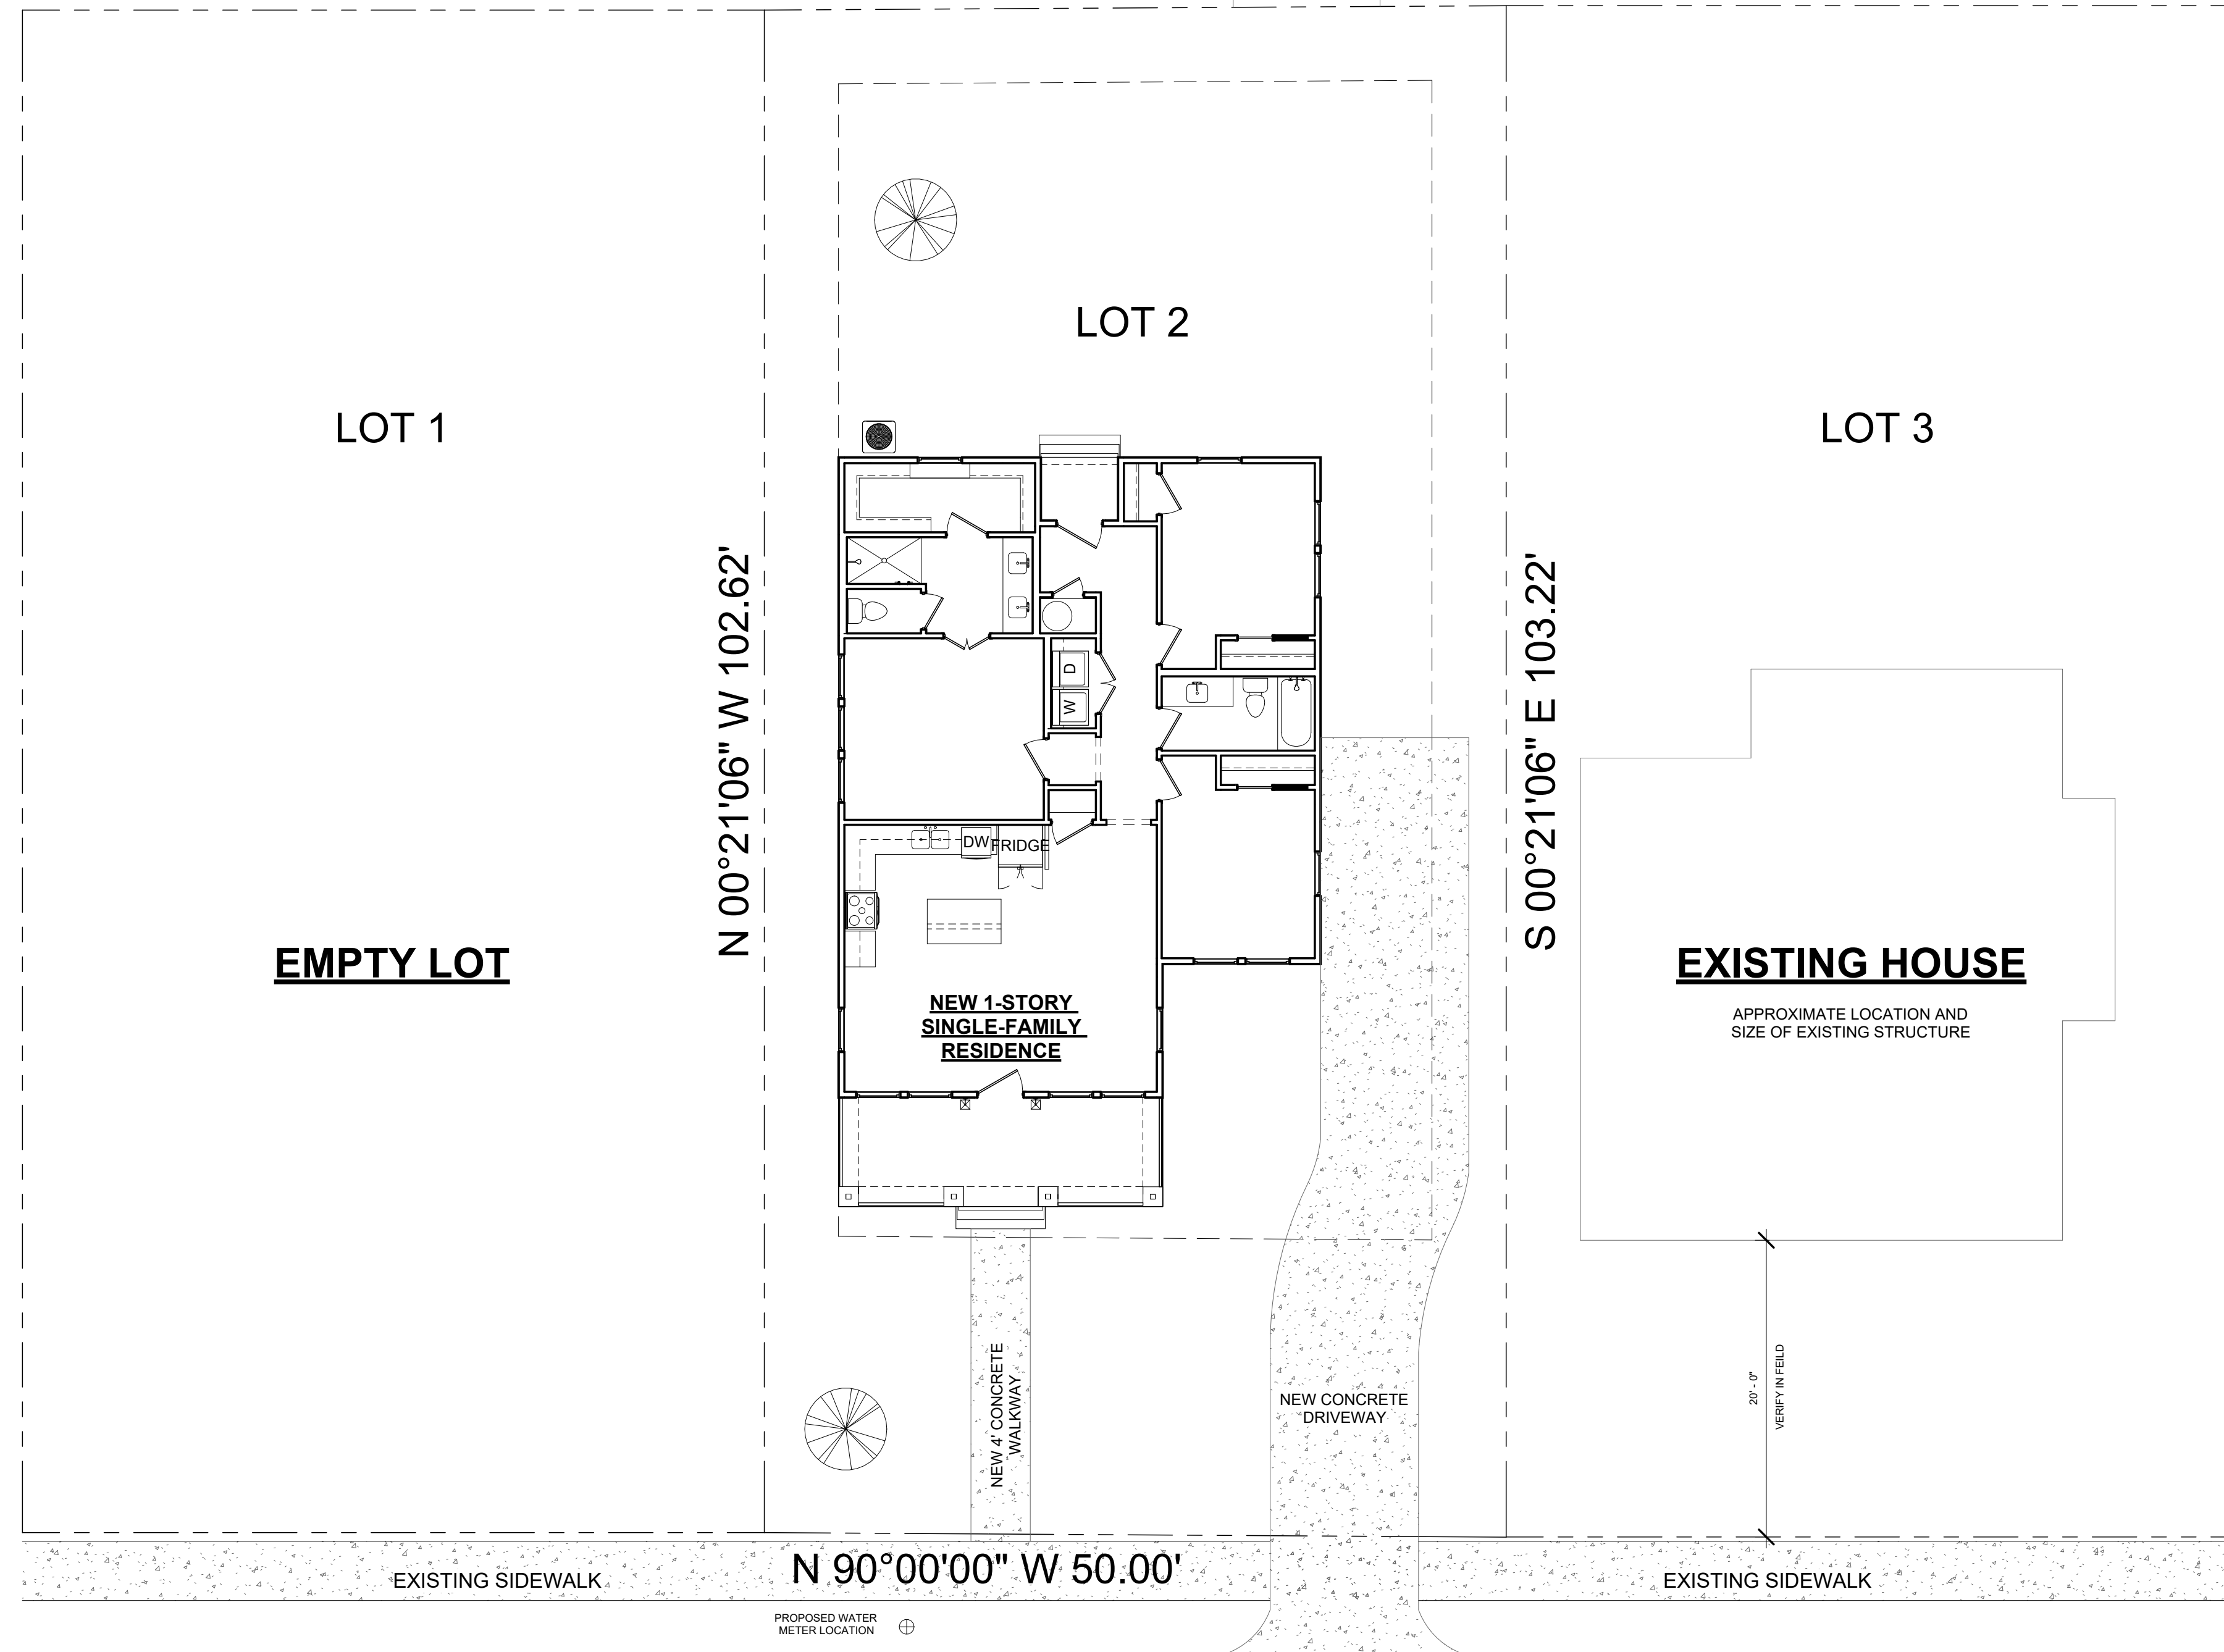 LOT 2
LOT 1
LOT 3
N 00°21'06" W 102.62'
S 00°21'06" E 103.22'
D
W
DW
FRIDGE
EMPTY LOT
EXISTING HOUSE
APPROXIMATE LOCATION AND
SIZE OF EXISTING STRUCTURE
NEW 1-STORY
SINGLE-FAMILY
RESIDENCE
NEW 4' CONCRETE
WALKWAY
NEW CONCRETE
DRIVEWAY
20' - 0"
VERIFY IN FEILD
N 90°00'00" W 50.00'
EXISTING SIDEWALK
EXISTING SIDEWALK
PROPOSED WATER
METER LOCATION